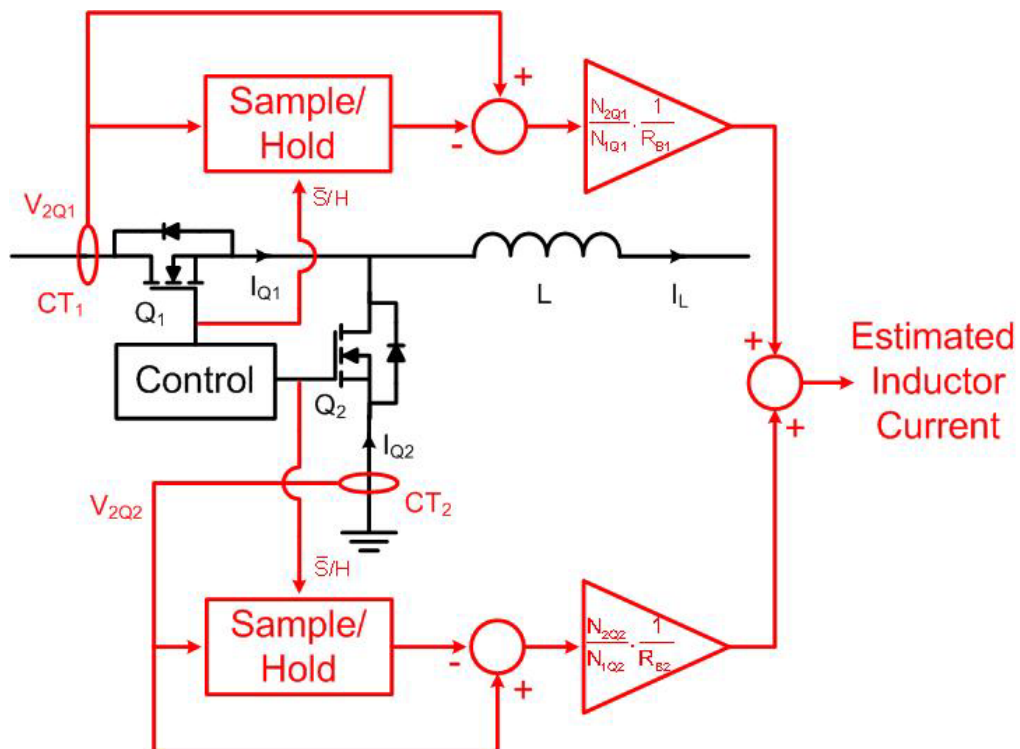 Sample/
Hold
+
-
N2Q1
N1Q1
·
1
RB1
S̄/H
V2Q1
CT1
Q1
IQ1
L
IL
Control
Q2
IQ2
CT2
V2Q2
+
+
Estimated
Inductor
Current
S̄/H
Sample/
Hold
-
+
N2Q2
N1Q2
·
1
RB2